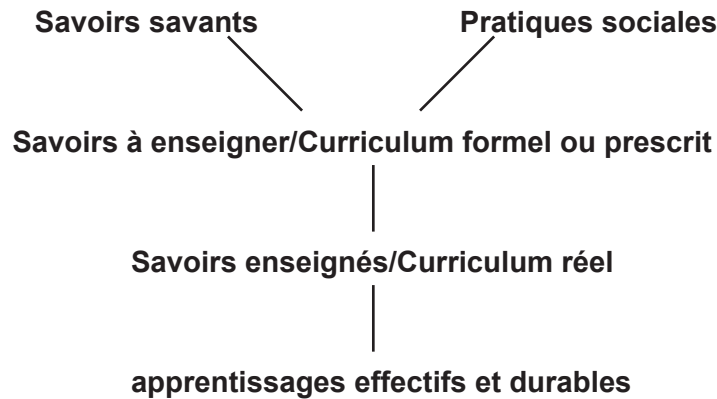 Savoirs savants
Pratiques sociales
Savoirs à enseigner/Curriculum formel ou prescrit
Savoirs enseignés/Curriculum réel
apprentissages effectifs et durables